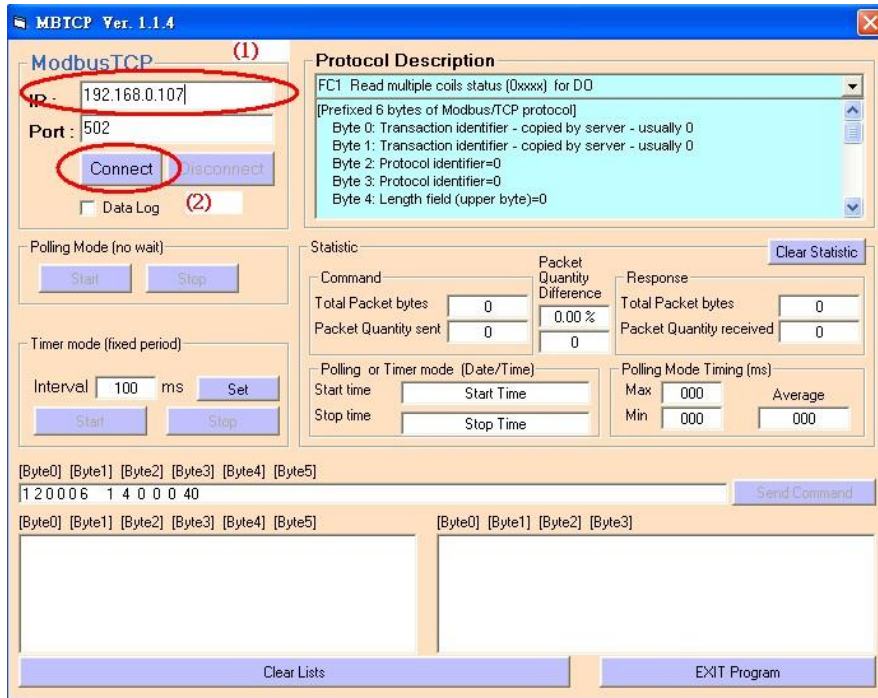 MBTCP Ver. 1.1.4
ModbusTCP
(1)
IP :
192.168.0.107
Port :
502
Connect
Disconnect
Data Log
(2)
Protocol Description
FC1 Read multiple coils status (0xxxx) for DO
[Prefixed 6 bytes of Modbus/TCP protocol]
Byte 0: Transaction identifier - copied by server - usually 0
Byte 1: Transaction identifier - copied by server - usually 0
Byte 2: Protocol identifier=0
Byte 3: Protocol identifier=0
Byte 4: Length field (upper byte)=0
Polling Mode (no wait)
Start
Stop
Timer mode (fixed period)
Interval
100
ms
Set
Start
Stop
Statistic
Clear Statistic
Command
Total Packet bytes
0
Packet Quantity sent
0
Packet
Quantity
Difference
0.00 %
0
Response
Total Packet bytes
0
Packet Quantity received
0
Polling or Timer mode (Date/Time)
Start time
Start Time
Stop time
Stop Time
Polling Mode Timing (ms)
Max
000
Min
000
Average
000
[Byte0] [Byte1] [Byte2] [Byte3] [Byte4] [Byte5]
1 2 0 0 0 6 1 4 0 0 0 40
Send Command
[Byte0] [Byte1] [Byte2] [Byte3] [Byte4] [Byte5]
[Byte0] [Byte1] [Byte2] [Byte3]
Clear Lists
EXIT Program